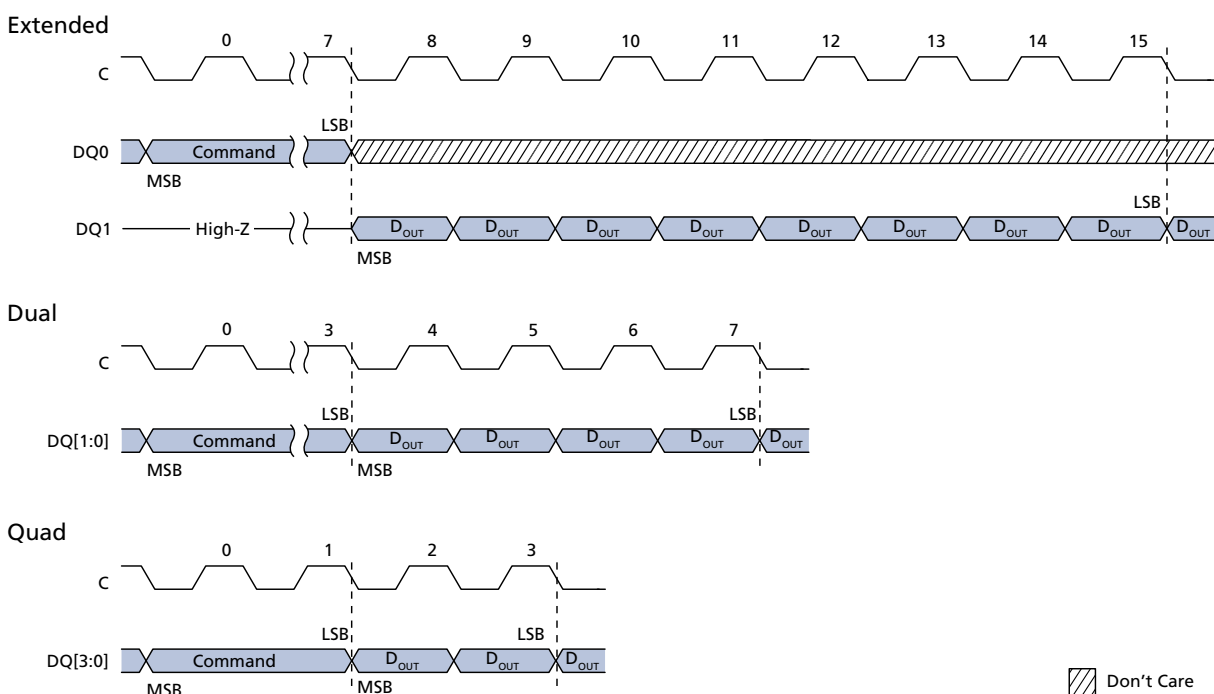 Extended
0 7 8 9 10 11 12 13 14 15
C
LSB
DQ0 Command
MSB
LSB
DQ1 High-Z DOUT DOUT DOUT DOUT DOUT DOUT DOUT DOUT DOUT
MSB
Dual
0 3 4 5 6 7
C
LSB LSB
DQ[1:0] Command DOUT DOUT DOUT DOUT DOUT
MSB MSB
Quad
0 1 2 3
C
LSB LSB
DQ[3:0] Command DOUT DOUT DOUT
MSB MSB
Don't Care